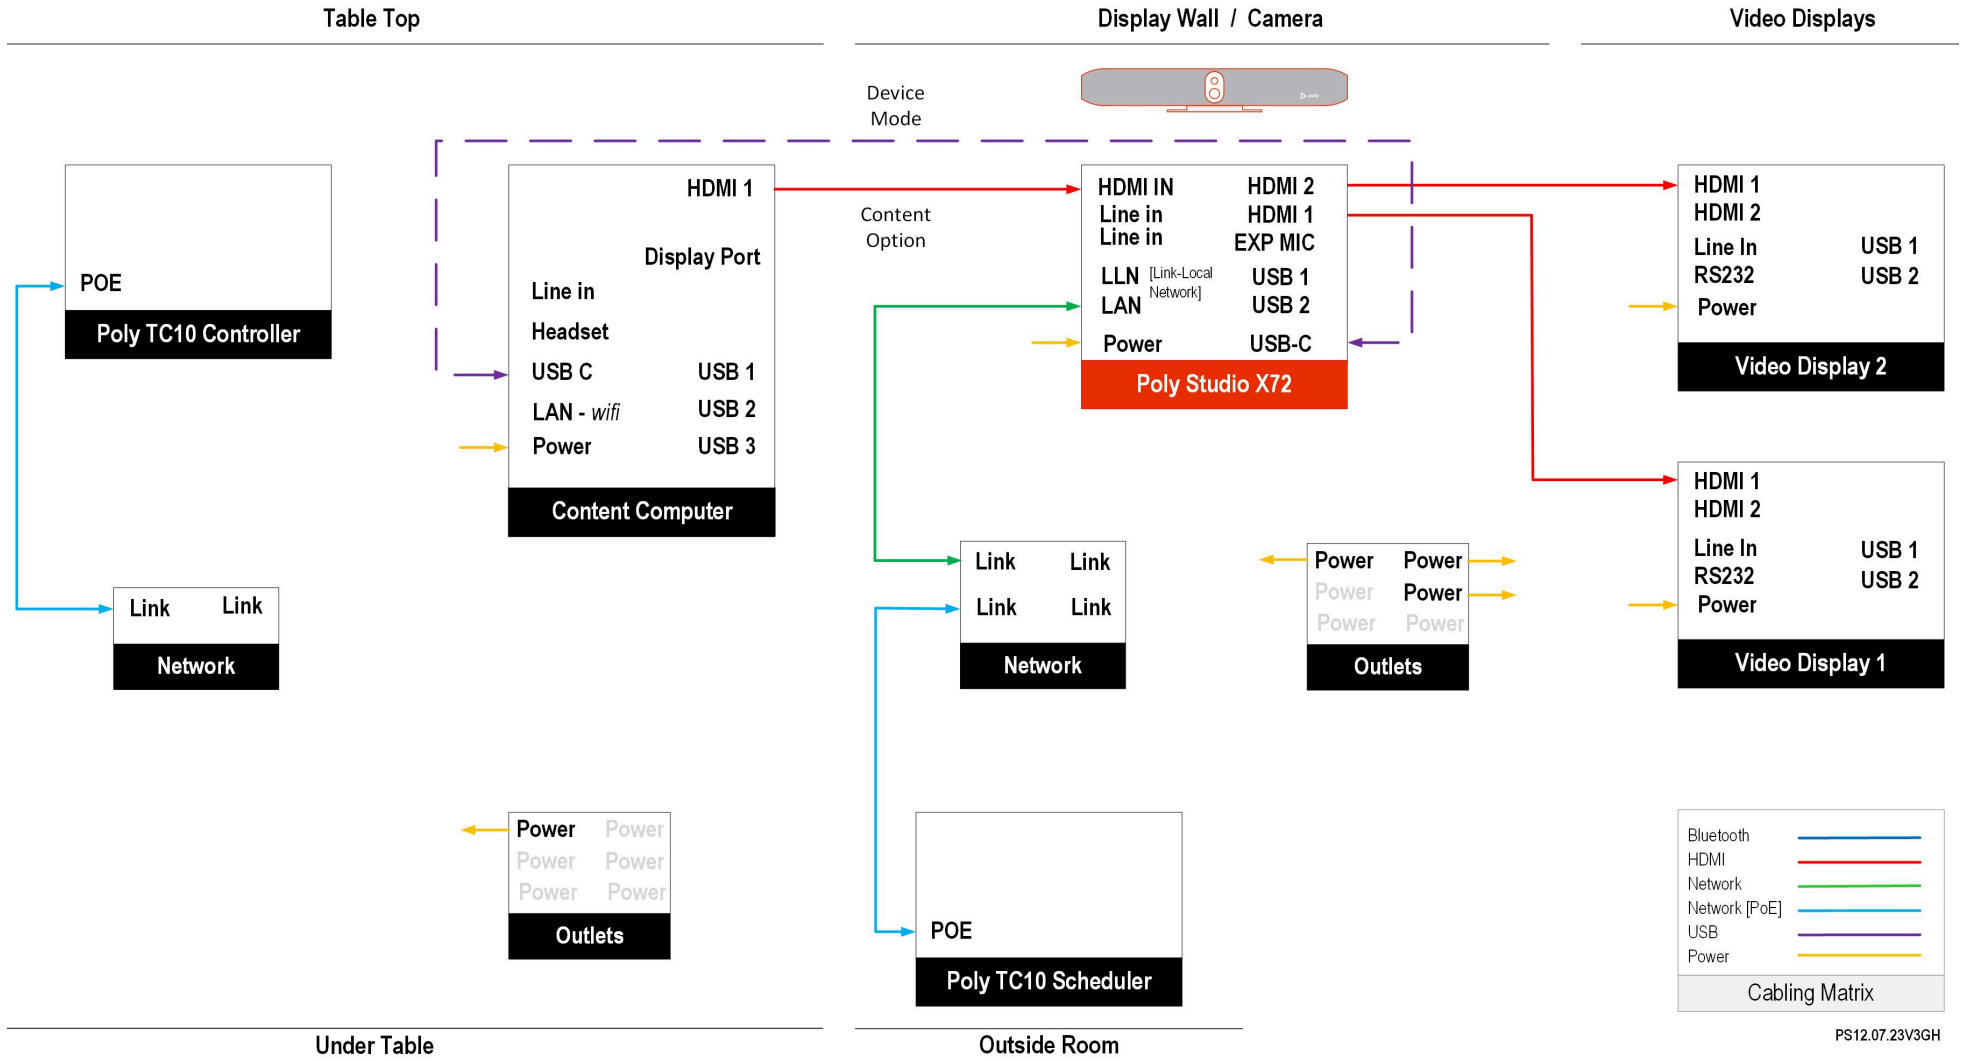 Table Top
Display Wall / Camera
Video Displays
Device
Mode
poly
POE
Poly TC10 Controller
HDMI 1
Display Port
Line in
Headset
USB C
USB 1
LAN - wifi
USB 2
Power
USB 3
Content Computer
Content
Option
HDMI IN
HDMI 2
Line in
HDMI 1
Line in
EXP MIC
LLN
[Link-Local
Network]
USB 1
LAN
USB 2
Power
USB-C
Poly Studio X72
HDMI 1
HDMI 2
Line In
USB 1
RS232
USB 2
Power
Video Display 2
HDMI 1
HDMI 2
Line In
USB 1
RS232
USB 2
Power
Video Display 1
Link
Link
Network
Link
Link
Link
Link
Network
Power
Power
Power
Power
Power
Power
Outlets
Power
Power
Power
Power
Power
Power
Outlets
POE
Poly TC10 Scheduler
Bluetooth
HDMI
Network
Network [PoE]
USB
Power
Cabling Matrix
PS12.07.23V3GH
Under Table
Outside Room